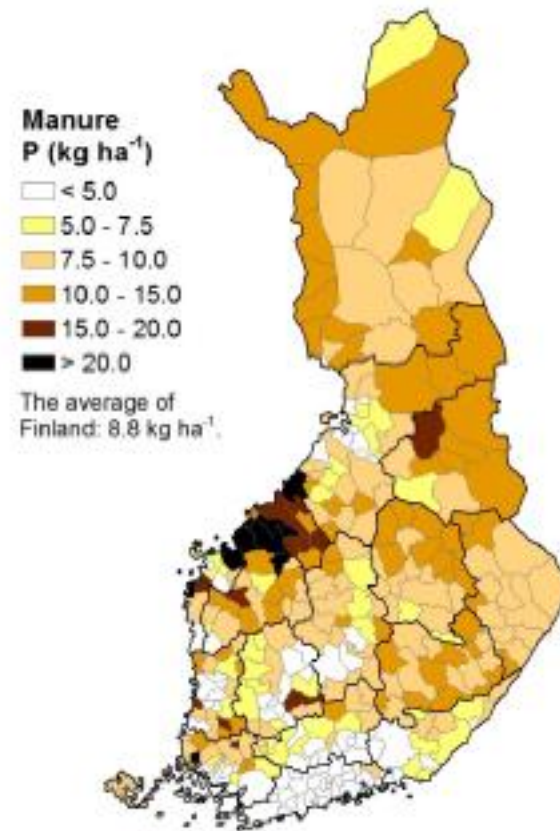 Manure
P (kg ha⁻¹)
< 5.0
5.0 - 7.5
7.5 - 10.0
10.0 - 15.0
15.0 - 20.0
> 20.0
The average of
Finland: 8.8 kg ha⁻¹.